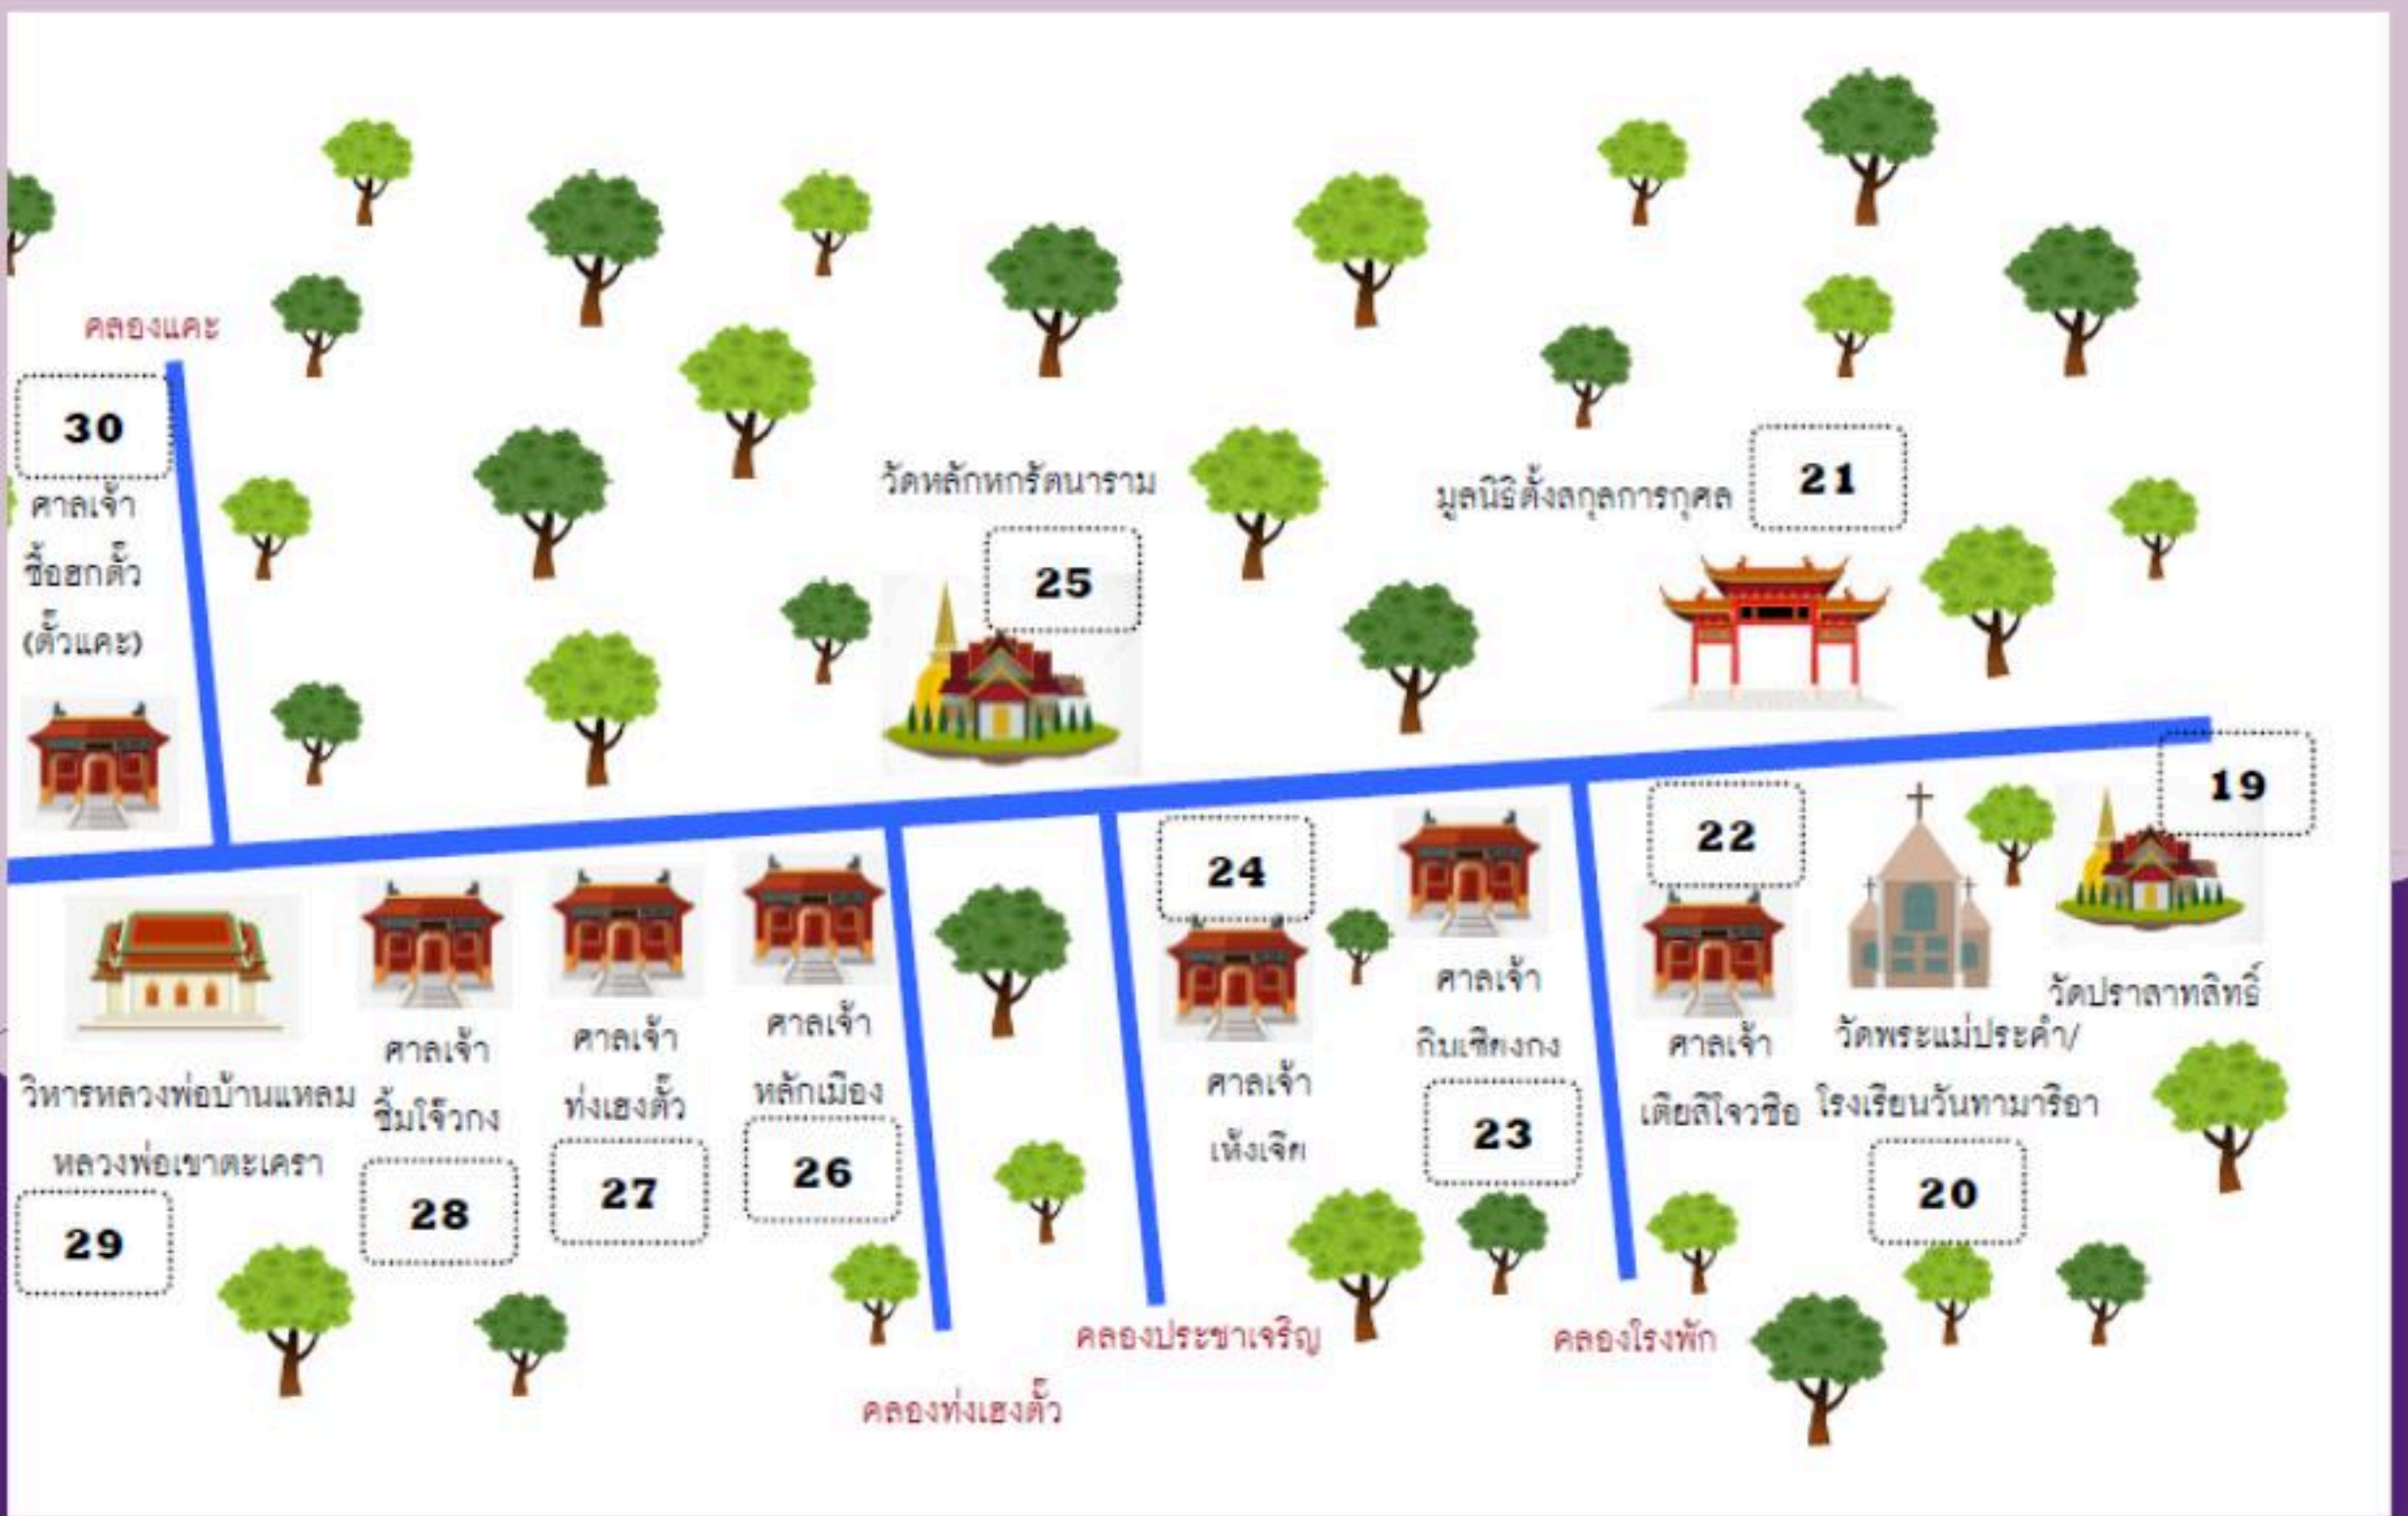 คลองแคะ
30
ศาลเจ้า
ซื้อฮกตั๊ว
(ตั๊วแคะ)
วัดหลักหกรัตนาราม
25
มูลนิธิตั้งสกุลการกุศล
21
19
วัดปราสาทสิทธิ์
22
ศาลเจ้า
เตียลีโจวซือ
วัดพระแม่ประคำ/
โรงเรียนวันทามารีอา
20
ศาลเจ้า
กิมเซียงกง
23
24
ศาลเจ้า
เห้งเจีย
ศาลเจ้า
หลักเมือง
26
ศาลเจ้า
ท่งเฮงตั๊ว
27
ศาลเจ้า
ซิ้มโจ๊วกง
28
วิหารหลวงพ่อบ้านแหลม
หลวงพ่อเขาตะเครา
29
คลองท่งเฮงตั๊ว
คลองประชาเจริญ
คลองโรงพัก